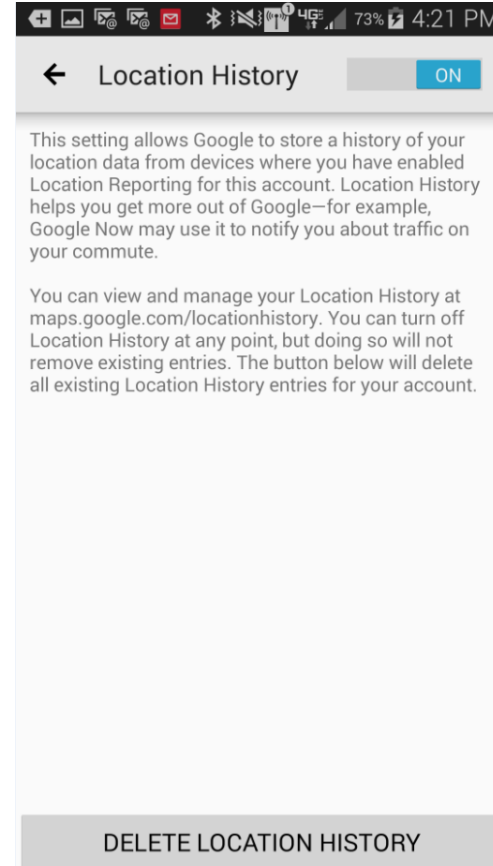 73% 4:21 PM
Location History ON
This setting allows Google to store a history of your
location data from devices where you have enabled
Location Reporting for this account. Location History
helps you get more out of Google—for example,
Google Now may use it to notify you about traffic on
your commute.
You can view and manage your Location History at
maps.google.com/locationhistory. You can turn off
Location History at any point, but doing so will not
remove existing entries. The button below will delete
all existing Location History entries for your account.
DELETE LOCATION HISTORY